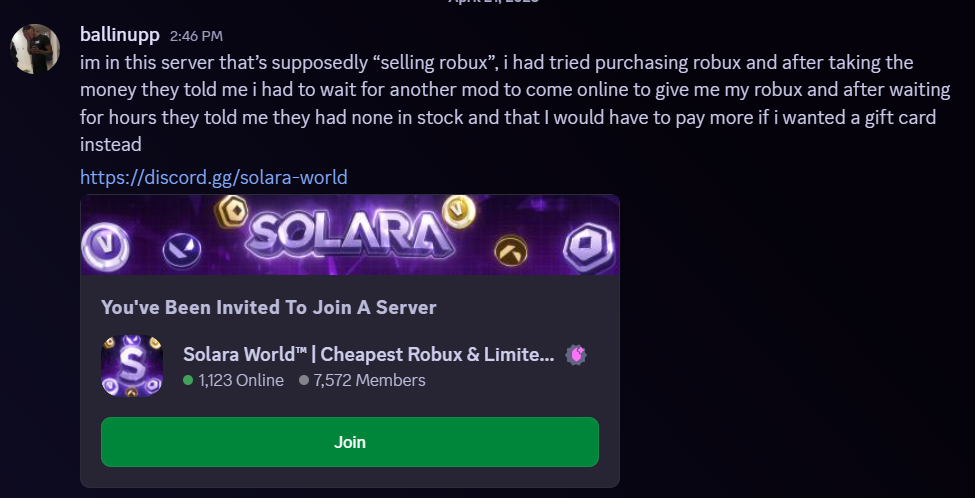 ballinupp 2:46 PM
im in this server that’s supposedly “selling robux”, i had tried purchasing robux and after taking the
money they told me i had to wait for another mod to come online to give me my robux and after waiting
for hours they told me they had none in stock and that I would have to pay more if i wanted a gift card
instead
https://discord.gg/solara-world
SOLARA
You've Been Invited To Join A Server
S
Solara World™ | Cheapest Robux & Limite...
1,123 Online 7,572 Members
Join